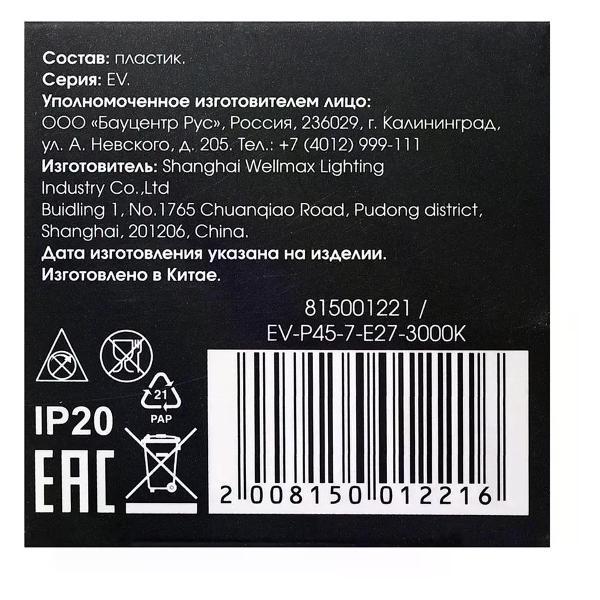 Состав: пластик.
Серия: EV.
Уполномоченное изготовителем лицо:
ООО «Бауцентр Рус», Россия, 236029, г. Калининград,
ул. А. Невского, д. 205. Тел.: +7 (4012) 999-111
Изготовитель: Shanghai Wellmax Lighting
Industry Co.,Ltd
Buidling 1, No.1765 Chuanqiao Road, Pudong district,
Shanghai, 201206, China.
Дата изготовления указана на изделии.
Изготовлено в Китае.
815001221 /
EV-P45-7-E27-3000K
21
PAP
IP20
EAC
2 008150 012216